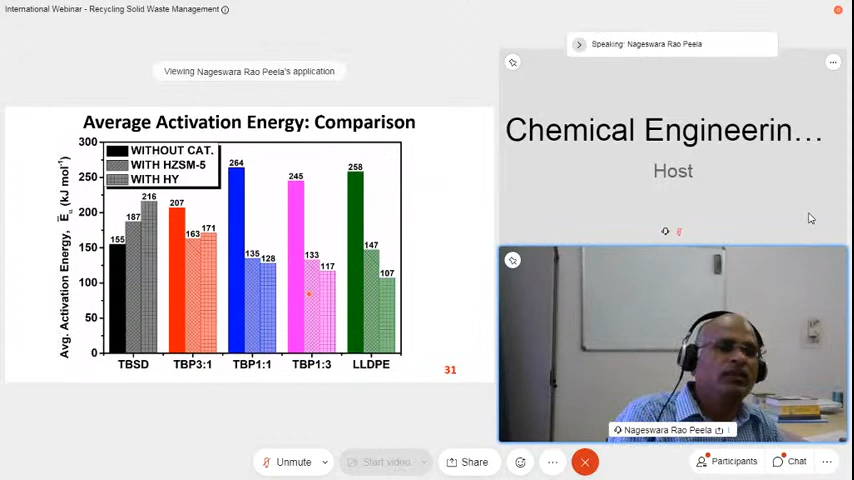 International Webinar - Recycling Solid Waste Management
Speaking: Nageswara Rao Peela
Viewing Nageswara Rao Peela's application
Average Activation Energy: Comparison
Avg. Activation Energy, E̅α (kJ mol⁻¹)
300
250
200
150
100
50
0
WITHOUT CAT.
WITH HZSM-5
WITH HY
155 187 216
207 163 171
264 135 128
245 133 117
258 147 107
TBSD TBP3:1 TBP1:1 TBP1:3 LLDPE
31
Chemical Engineerin...
Host
Nageswara Rao Peela
Unmute
Start video
Share
Participants
Chat